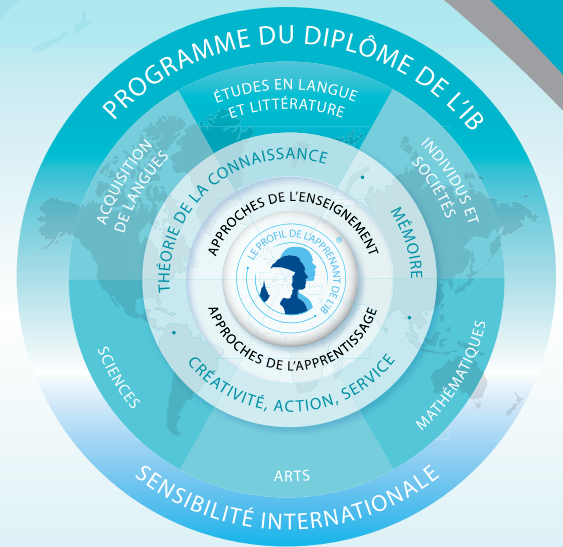 PROGRAMME DU DIPLÔME DE L'IB
ÉTUDES EN LANGUE
ET LITTÉRATURE
ACQUISITION
DE LANGUES
INDIVIDUS ET
SOCIÉTÉS
THÉORIE DE LA CONNAISSANCE
MÉMOIRE
APPROCHES DE L'ENSEIGNEMENT
LE PROFIL DE L'APPRENANT DE L'IB
®
APPROCHES DE L'APPRENTISSAGE
CRÉATIVITÉ, ACTION, SERVICE
SCIENCES
MATHÉMATIQUES
ARTS
SENSIBILITÉ INTERNATIONALE